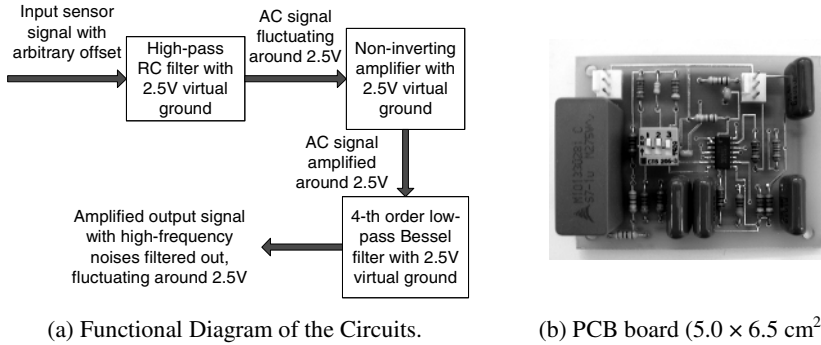 Input sensor
signal with
arbitrary offset
High-pass
RC filter with
2.5V virtual
ground
AC signal
fluctuating
around 2.5V
Non-inverting
amplifier with
2.5V virtual
ground
AC signal
amplified
around 2.5V
4-th order low-
pass Bessel
filter with 2.5V
virtual ground
Amplified output signal
with high-frequency
noises filtered out,
fluctuating around 2.5V
(a) Functional Diagram of the Circuits.
(b) PCB board (5.0 × 6.5 cm²